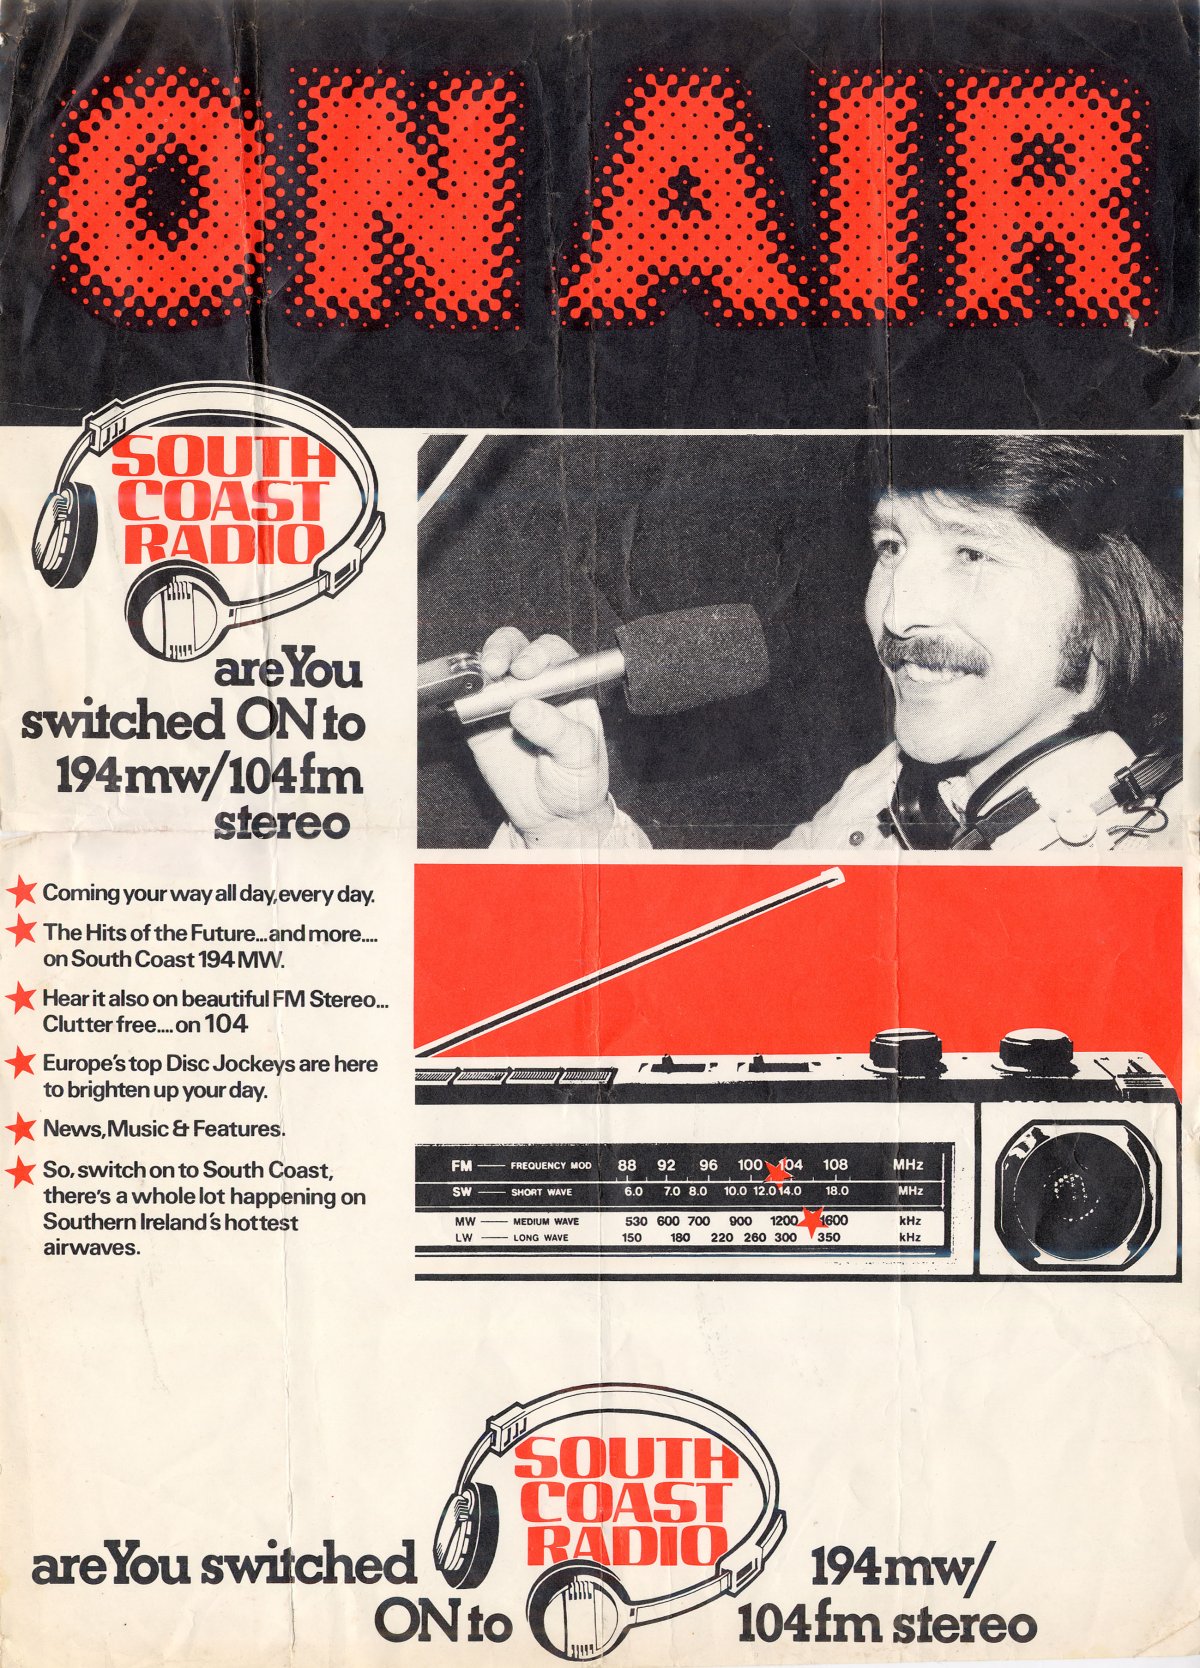 ON AIR
SOUTH
COAST
RADIO
are You
switched ON to
194mw/104fm
stereo
Coming your way all day, every day.
The Hits of the Future...and more....
on South Coast 194 MW.
Hear it also on beautiful FM Stereo...
Clutter free.... on 104
Europe's top Disc Jockeys are here
to brighten up your day.
News, Music & Features.
So, switch on to South Coast,
there's a whole lot happening on
Southern Ireland's hottest
airwaves.
FM — FREQUENCY MOD 88 92 96 100 104 108 MHz
SW — SHORT WAVE 6.0 7.0 8.0 10.0 12.0 14.0 18.0 MHz
MW — MEDIUM WAVE 530 600 700 900 1200 1600 kHz
LW — LONG WAVE 150 180 220 260 300 350 kHz
SOUTH
COAST
RADIO
are You switched
ON to
194mw/
104fm stereo